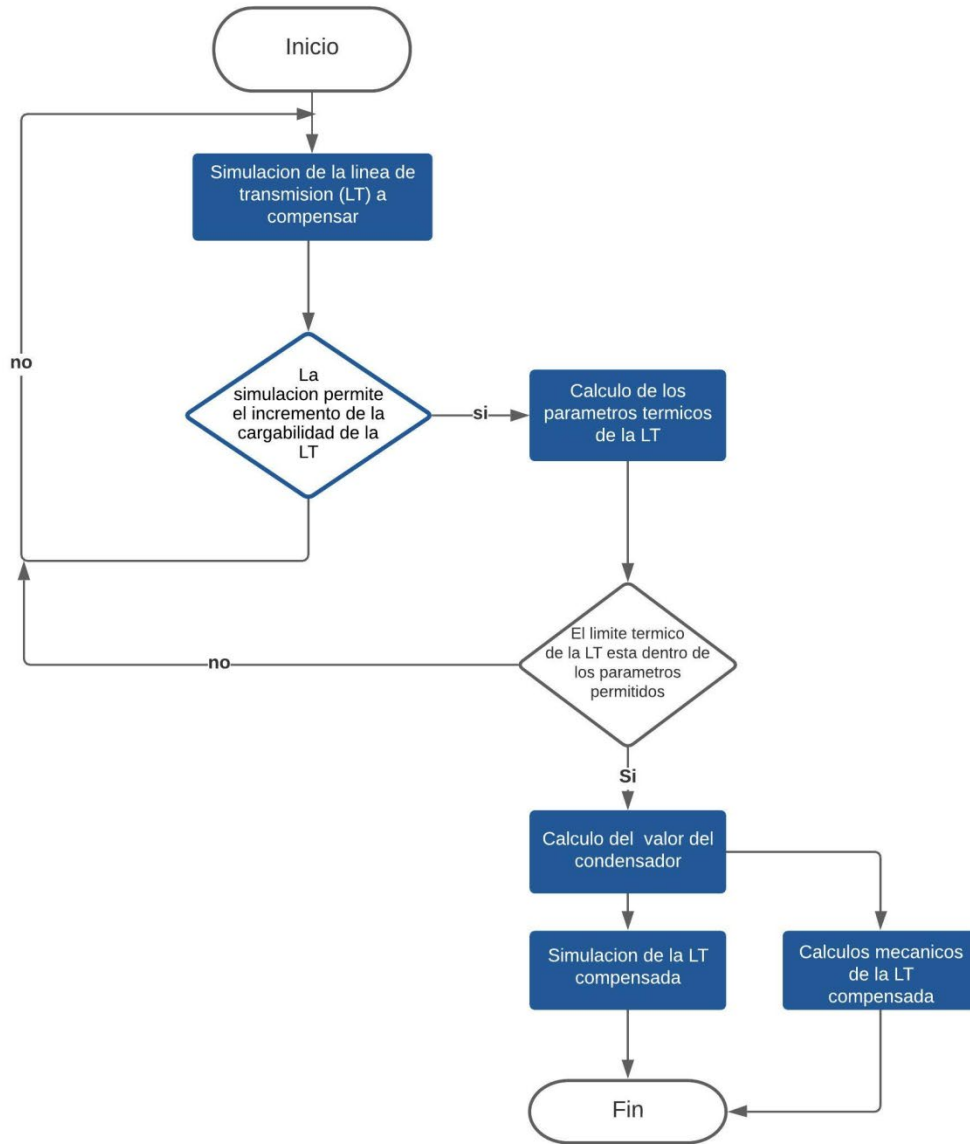 Inicio
Simulacion de la linea de
transmision (LT) a
compensar
no
La
simulacion permite
el incremento de la
cargabilidad de la
LT
si
Calculo de los
parametros termicos
de la LT
El limite termico
de la LT esta dentro de
los parametros
permitidos
no
Si
Calculo del valor del
condensador
Simulacion de la LT
compensada
Calculos mecanicos
de la LT
compensada
Fin